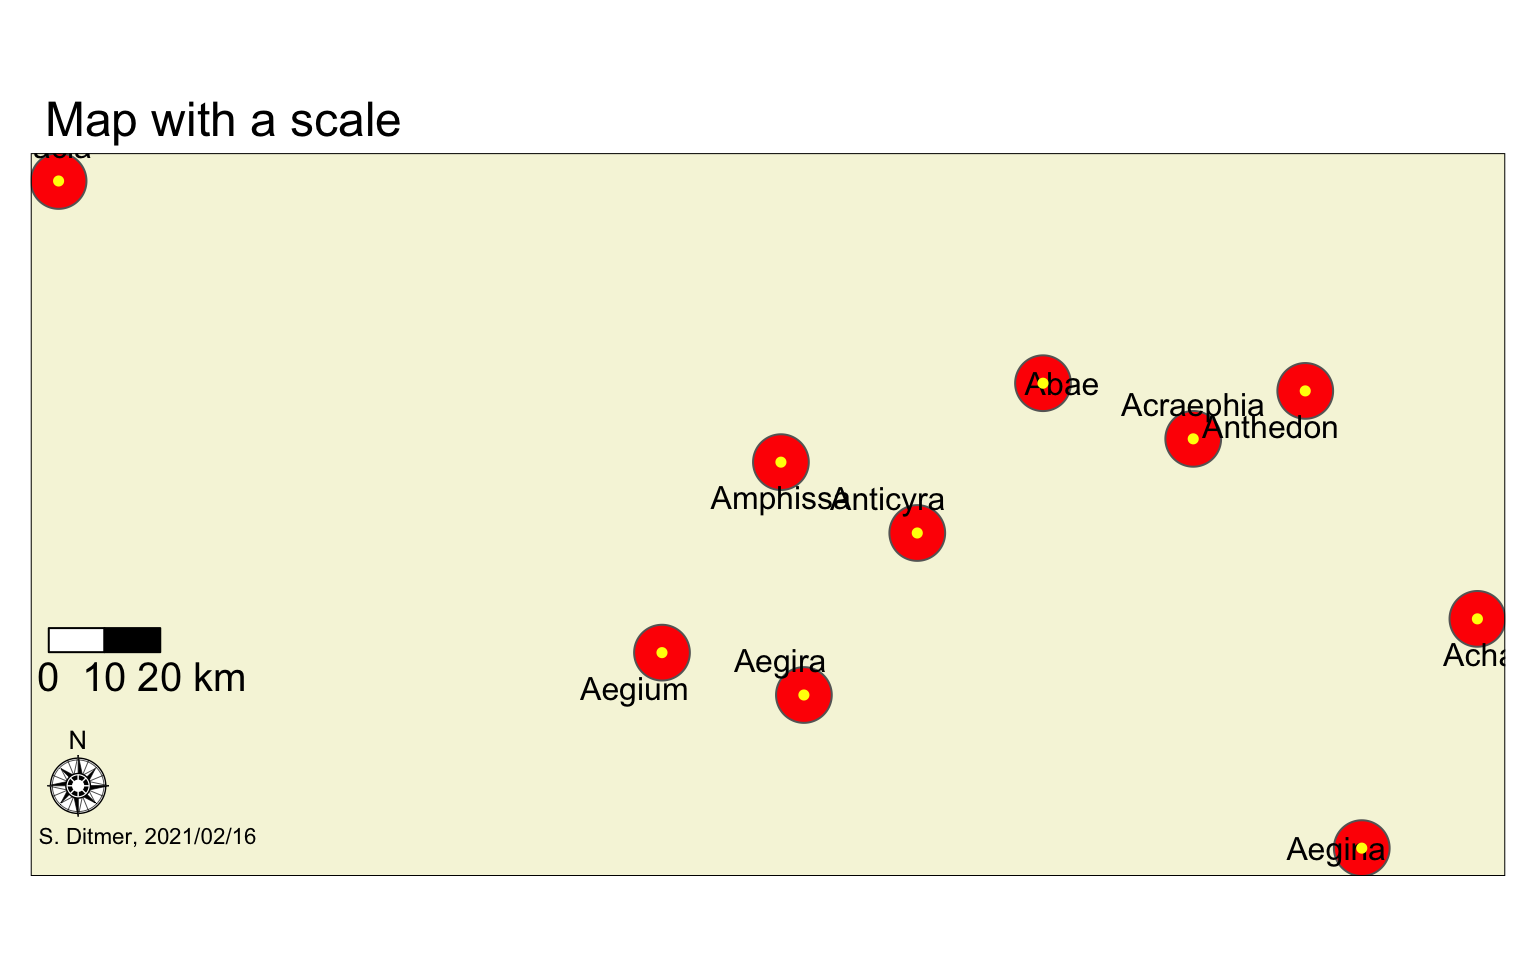 Map with a scale
Abae
Acraephia
Anthedon
Amphissa
Anticyra
Acha
Aegira
0 10 20 km
Aegium
N
S. Ditmer, 2021/02/16
Aegina